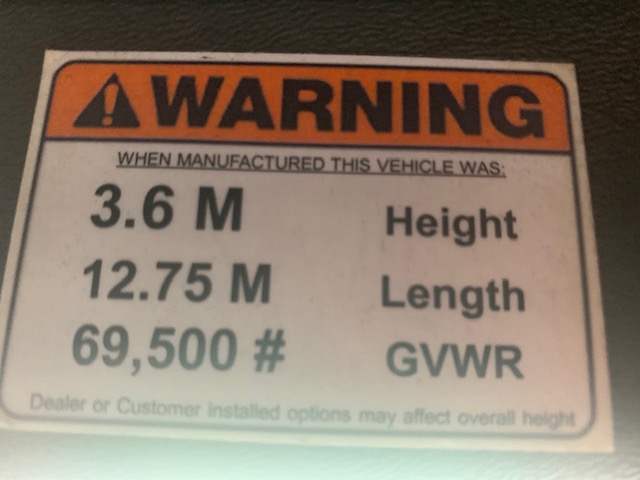 WARNING
WHEN MANUFACTURED THIS VEHICLE WAS:
3.6 M Height
12.75 M Length
69,500 # GVWR
Dealer or Customer installed options may affect overall height